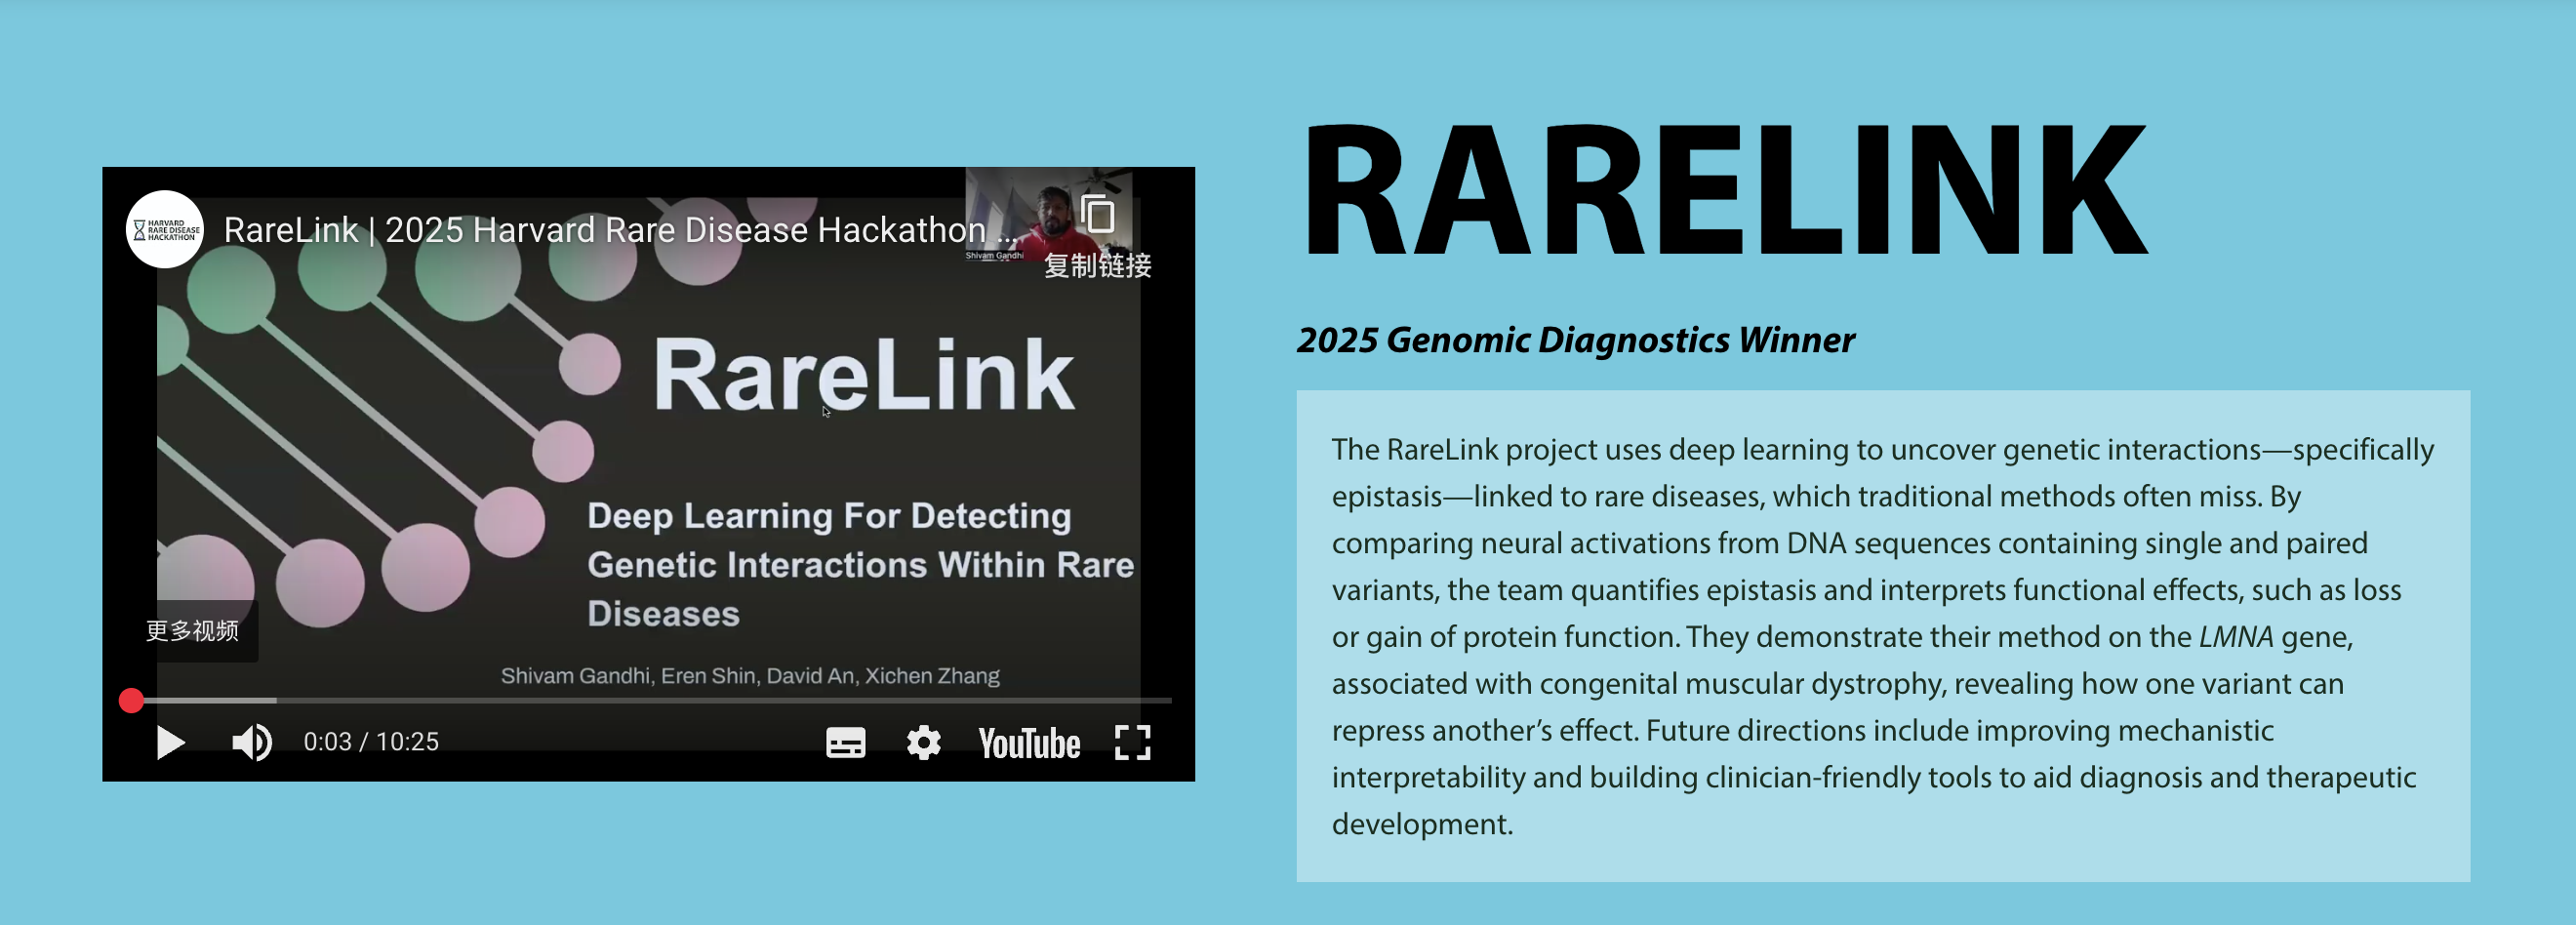 HARVARD
RARE DISEASE
HACKATHON
RareLink | 2025 Harvard Rare Disease Hackathon ...
Shivam Gandhi
复制链接
RareLink
Deep Learning For Detecting
Genetic Interactions Within Rare
Diseases
更多视频
Shivam Gandhi, Eren Shin, David An, Xichen Zhang
0:03 / 10:25
YouTube
RARELINK
2025 Genomic Diagnostics Winner
The RareLink project uses deep learning to uncover genetic interactions—specifically
epistasis—linked to rare diseases, which traditional methods often miss. By
comparing neural activations from DNA sequences containing single and paired
variants, the team quantifies epistasis and interprets functional effects, such as loss
or gain of protein function. They demonstrate their method on the LMNA gene,
associated with congenital muscular dystrophy, revealing how one variant can
repress another’s effect. Future directions include improving mechanistic
interpretability and building clinician-friendly tools to aid diagnosis and therapeutic
development.